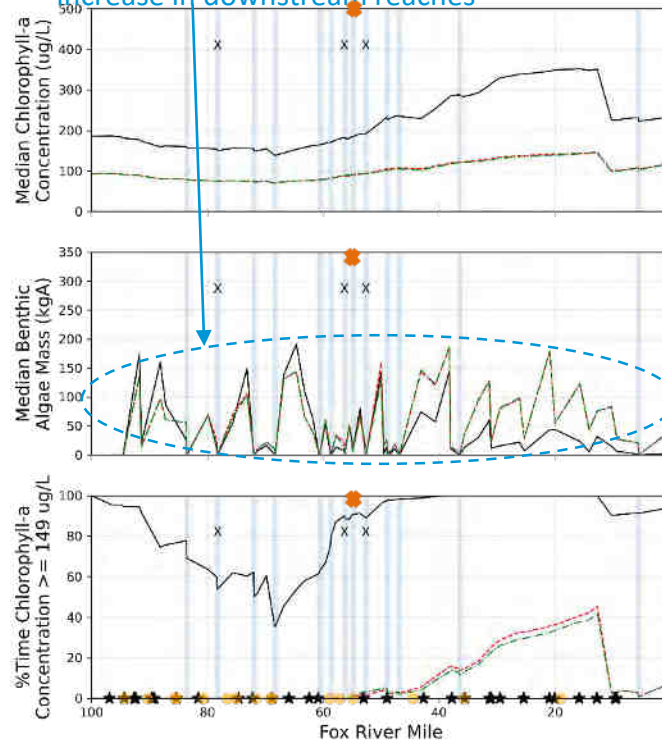 increase in downstream reaches
500
400
300
200
100
0
Median Chlorophyll-a
Concentration (ug/L)
X
X X
350
300
250
200
150
100
50
0
Median Benthic
Algae Mass (kgA)
X
X X
100
80
60
40
20
0
%Time Chlorophyll-a
Concentration >= 149 ug/L
X
X X
100 80 60 40 20
Fox River Mile